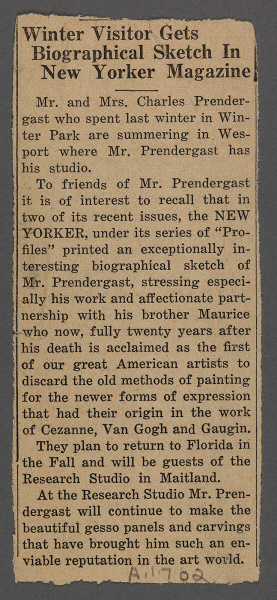 Winter Visitor Gets
Biographical Sketch In
New Yorker Magazine
Mr. and Mrs. Charles Prender-
gast who spent last winter in Win-
ter Park are summering in Wes-
port where Mr. Prendergast has
his studio.
To friends of Mr. Prendergast
it is of interest to recall that in
two of its recent issues, the NEW
YORKER, under its series of "Pro-
files" printed an exceptionally in-
teresting biographical sketch of
Mr. Prendergast, stressing especi-
ally his work and affectionate part-
nership with his brother Maurice
who now, fully twenty years after
his death is acclaimed as the first
of our great American artists to
discard the old methods of painting
for the newer forms of expression
that had their origin in the work
of Cezanne, Van Gogh and Gaugin.
They plan to return to Florida in
the Fall and will be guests of the
Research Studio in Maitland.
At the Research Studio Mr. Pren-
dergast will continue to make the
beautiful gesso panels and carvings
that have brought him such an en-
viable reputation in the art world.